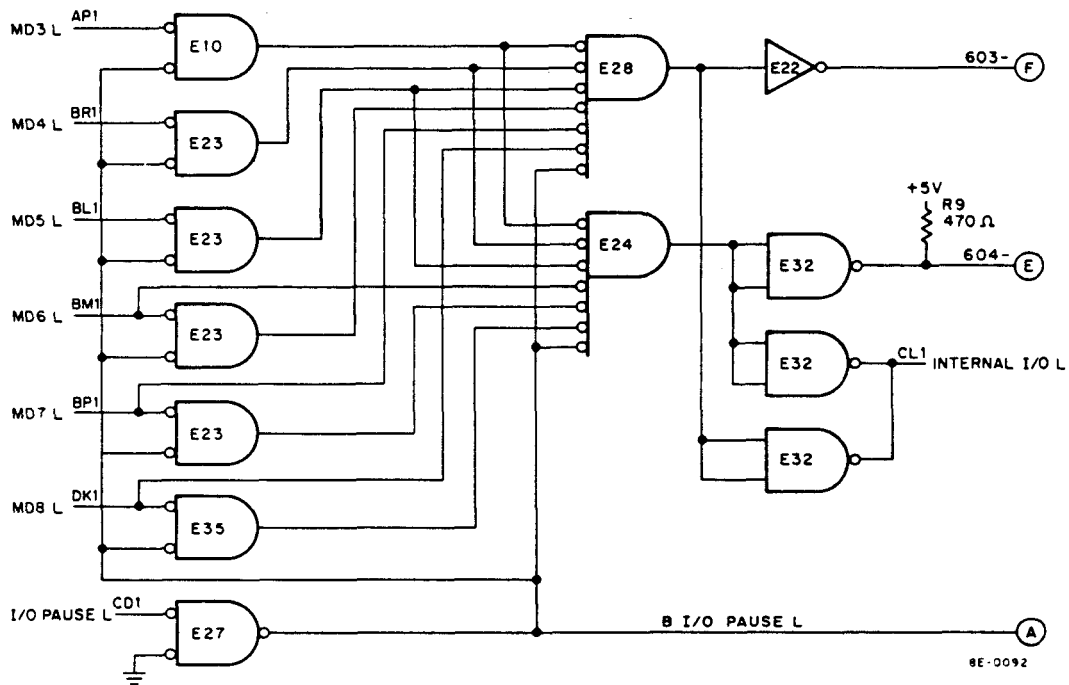 MD3 L AP1
E10
E28
E22
603-
F
MD4 L BR1
E23
MD5 L BL1
E23
E24
+5V
R9
470 Ω
E32
604-
E
MD6 L BM1
E23
E32
CL1 INTERNAL I/O L
MD7 L BP1
E23
E32
MD8 L DK1
E35
I/O PAUSE L CD1
E27
B I/O PAUSE L
A
8E-0092